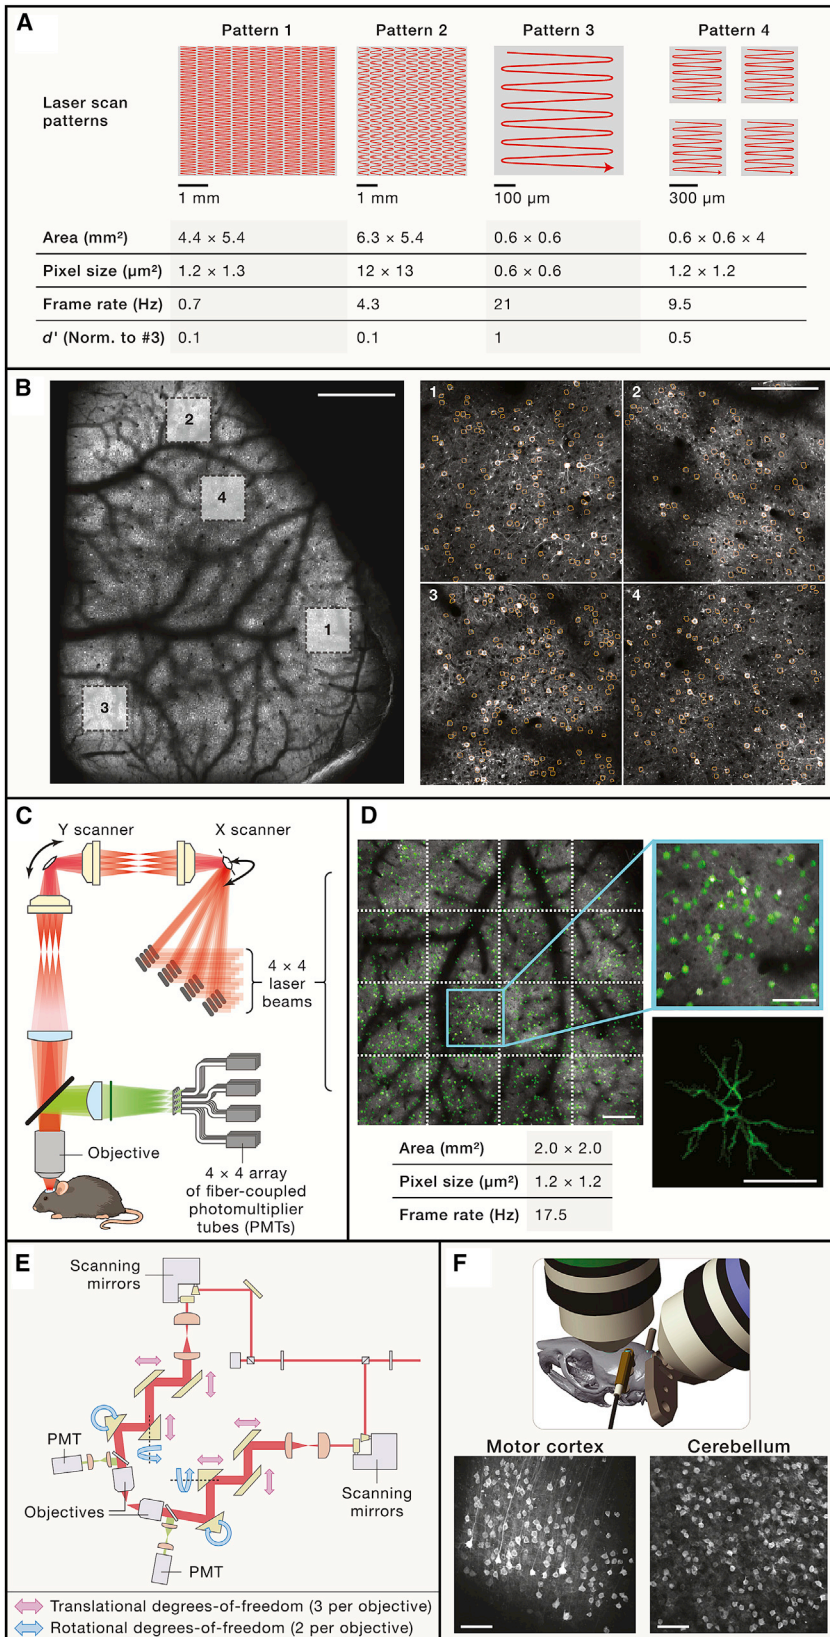 A
Pattern 1 Pattern 2 Pattern 3 Pattern 4
Laser scan
patterns
1 mm 1 mm 100 μm 300 μm
Area (mm²) 4.4 × 5.4 6.3 × 5.4 0.6 × 0.6 0.6 × 0.6 × 4
Pixel size (μm²) 1.2 × 1.3 12 × 13 0.6 × 0.6 1.2 × 1.2
Frame rate (Hz) 0.7 4.3 21 9.5
d' (Norm. to #3) 0.1 0.1 1 0.5
B
2
4
1
3
1 2
3 4
C
Y scanner X scanner
4 × 4
laser
beams
Objective
4 × 4 array
of fiber-coupled
photomultiplier
tubes (PMTs)
D
Area (mm²) 2.0 × 2.0
Pixel size (μm²) 1.2 × 1.2
Frame rate (Hz) 17.5
E
Scanning
mirrors
PMT
Objectives
Scanning
mirrors
PMT
Translational degrees-of-freedom (3 per objective)
Rotational degrees-of-freedom (2 per objective)
F
Motor cortex Cerebellum